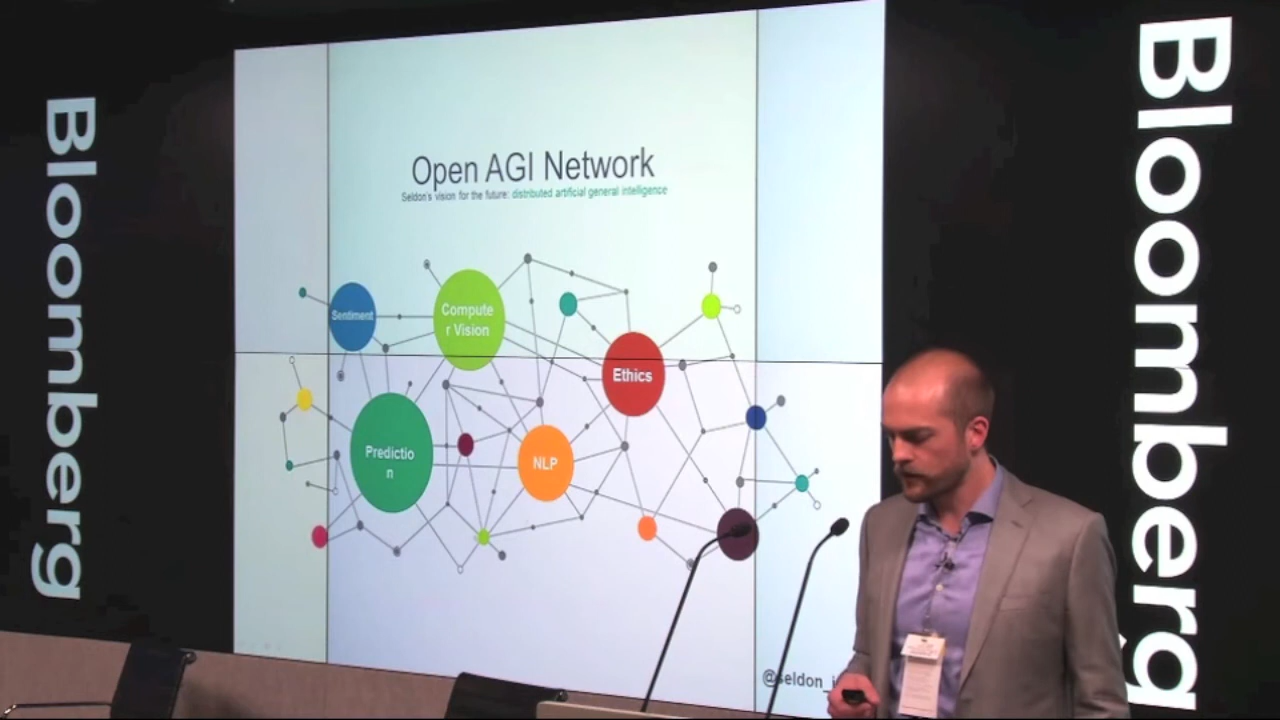 Bloomberg
Open AGI Network
Seldon's vision for the future: distributed artificial general intelligence
Sentiment
Compute
r Vision
Ethics
Predictio
n
NLP
Bloomberg